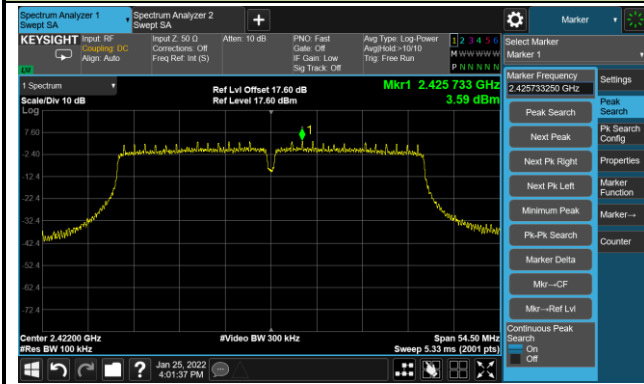 Spectrum Analyzer 1
Swept SA
Spectrum Analyzer 2
Swept SA
+
Marker
KEYSIGHT
Input: RF
Coupling: DC
Align: Auto
Input Z: 50 Ω
Corrections: Off
Freq Ref: Int (S)
Atten: 10 dB
PNO: Fast
Gate: Off
IF Gain: Low
Sig Track: Off
Avg Type: Log-Power
Avg|Hold:>10/10
Trig: Free Run
1 2 3 4 5 6
M W W W W W
P N N N N N
Select Marker
Marker 1
1 Spectrum
Scale/Div 10 dB
Log
Ref Lvl Offset 17.60 dB
Ref Level 17.60 dBm
Mkr1 2.425 733 GHz
3.59 dBm
7.60
-2.40
-12.4
-22.4
-32.4
-42.4
-52.4
-62.4
-72.4
1
Center 2.42200 GHz
#Res BW 100 kHz
#Video BW 300 kHz
Span 54.50 MHz
Sweep 5.33 ms (2001 pts)
Marker Frequency
2.425733250 GHz
Peak Search
Next Peak
Next Pk Right
Next Pk Left
Minimum Peak
Pk-Pk Search
Marker Delta
Mkr→CF
Mkr→Ref Lvl
Continuous Peak
Search
On
Off
Settings
Peak
Search
Pk Search
Config
Properties
Marker
Function
Marker→
Counter
?
Jan 25, 2022
4:01:37 PM